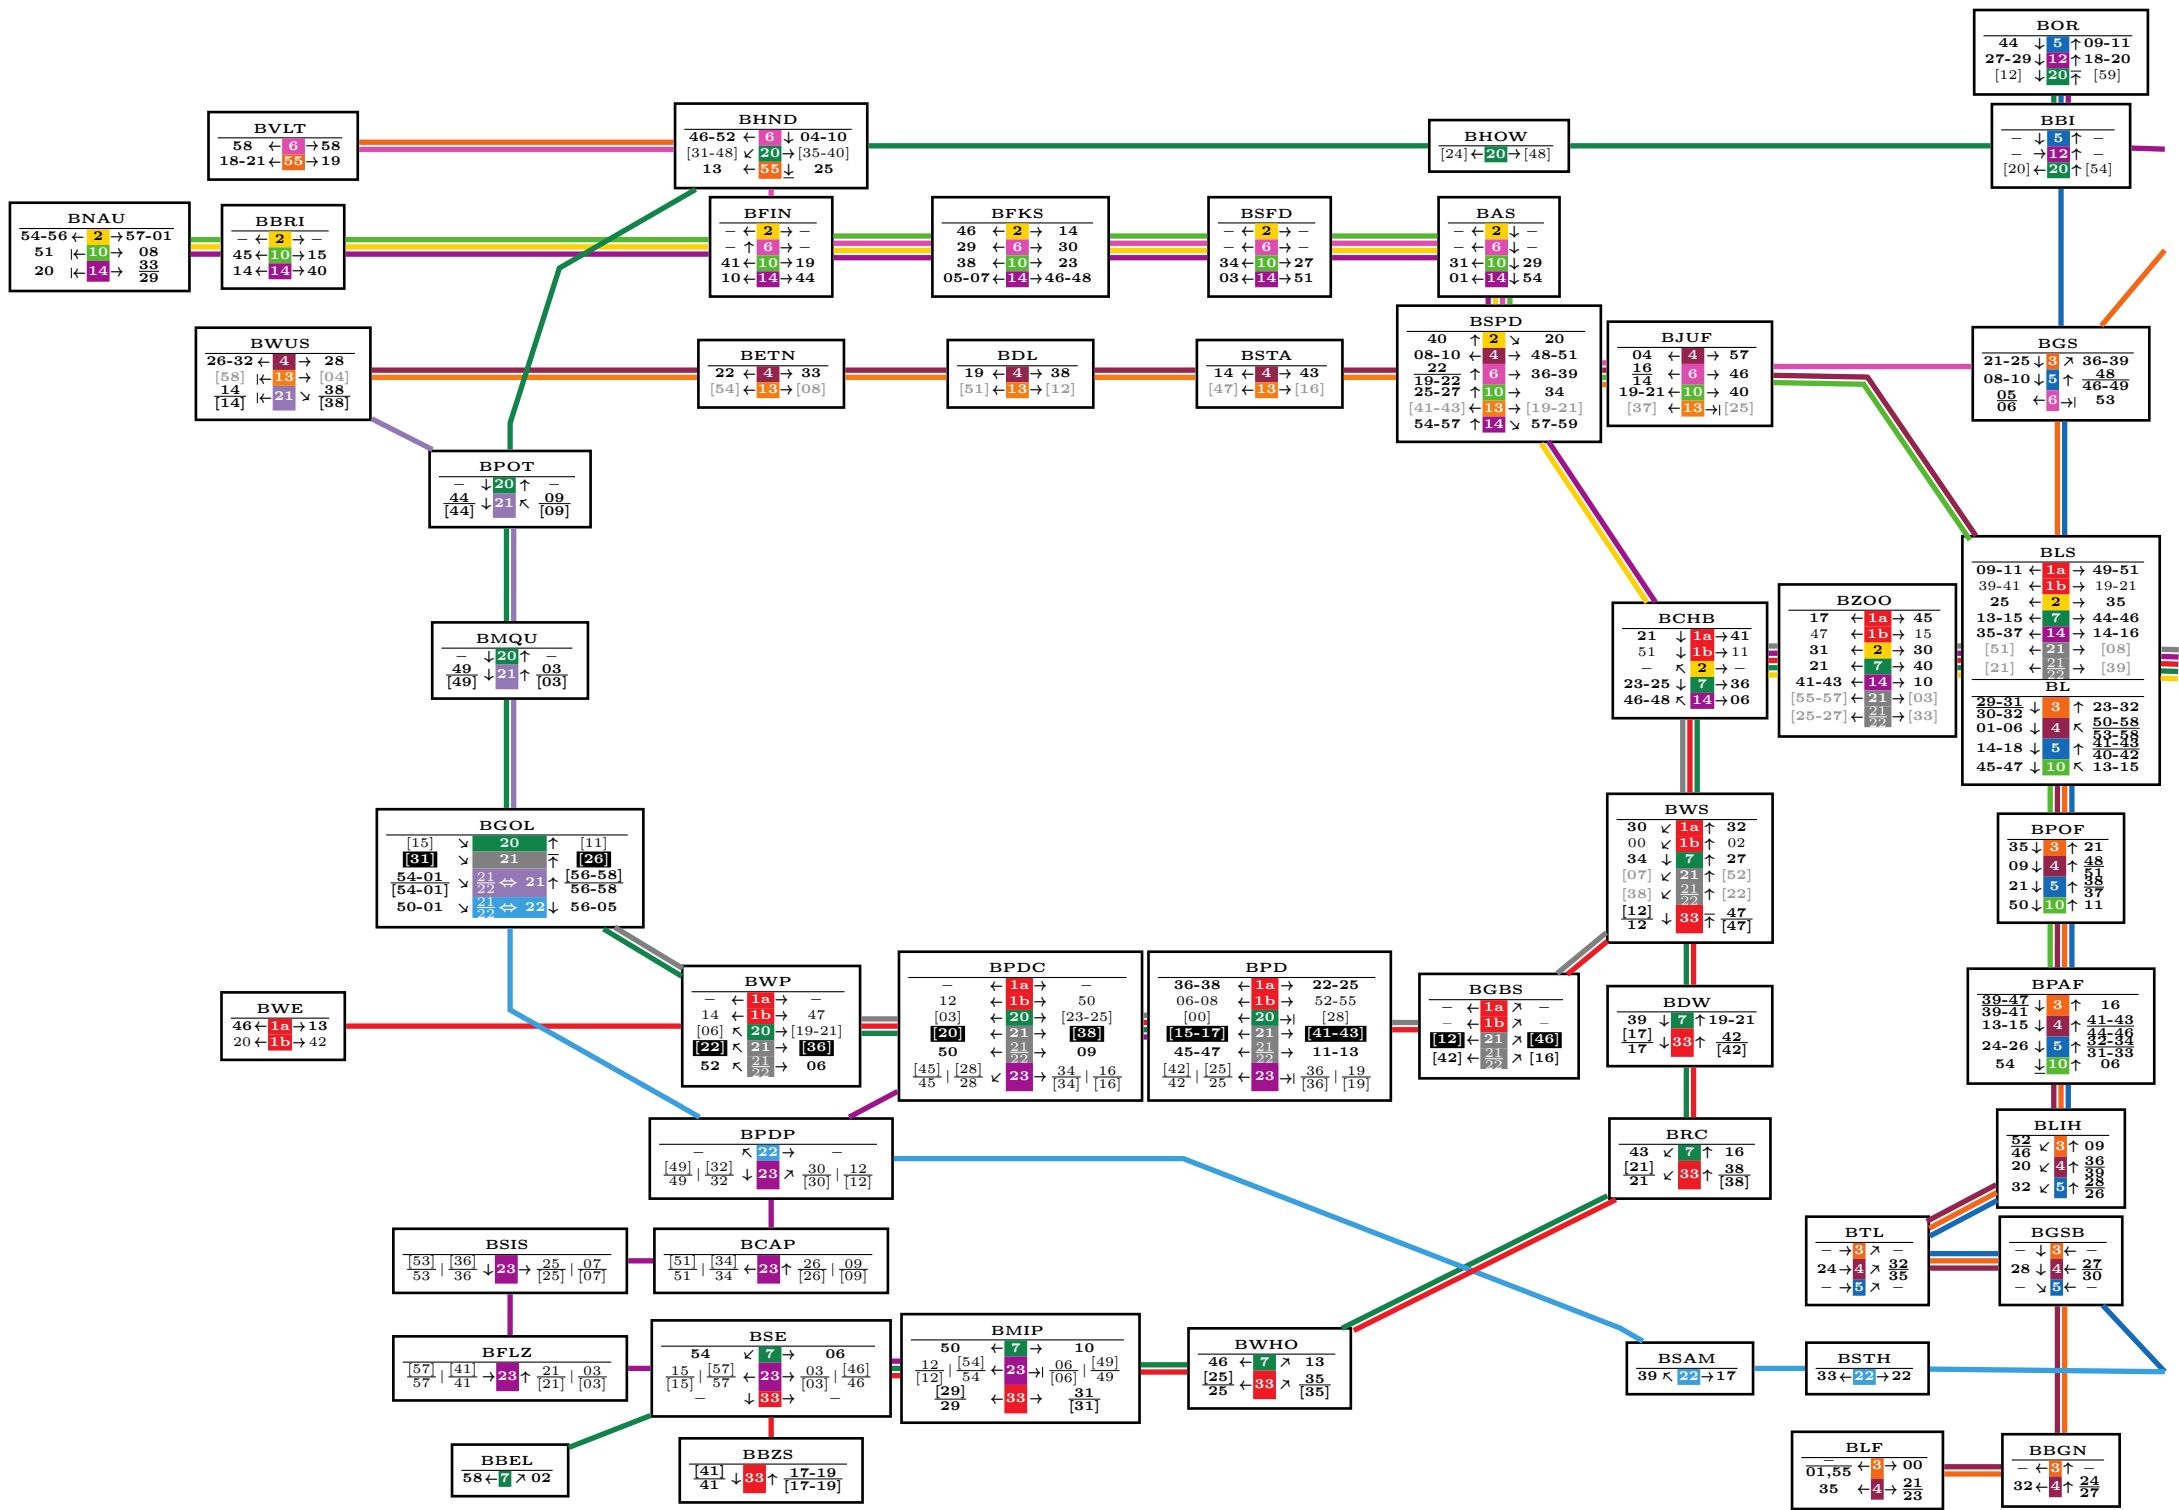 BOR
44 ↓ 5 ↑ 09-11
27-29 ↓ 12 ↑ 18-20
[12] ↓ 20 ↑ [59]
BVLT
58 ← 6 → 58
18-21 ← 55 → 19
BHND
46-52 ← 6 ↓ 04-10
[31-48] ↙ 20 → [35-40]
13 ← 55 ↓ 25
BHOW
[24] ← 20 → [48]
BBI
– ↓ 5 ↑ –
– → 12 ↑ –
[20] ← 20 ↑ [54]
BNAU
54-56 ← 2 → 57-01
51 |← 10 → 08
20 |← 14 → 33/29
BBRI
– ← 2 → –
45 ← 10 → 15
14 ← 14 → 40
BFIN
– ← 2 → –
– ↑ 6 → –
41 ← 10 → 19
10 ← 14 → 44
BFKS
46 ← 2 → 14
29 ← 6 → 30
38 ← 10 → 23
05-07 ← 14 → 46-48
BSFD
– ← 2 → –
– ← 6 → –
34 ← 10 → 27
03 ← 14 → 51
BAS
– ← 2 ↓ –
– ← 6 ↓ –
31 ← 10 ↓ 29
01 ← 14 ↓ 54
BWUS
26-32 ← 4 → 28
[58] |← 13 → [04]
14/[14] |← 21 ↘ 38/[38]
BETN
22 ← 4 → 33
[54] ← 13 → [08]
BDL
19 ← 4 → 38
[51] ← 13 → [12]
BSTA
14 ← 4 → 43
[47] ← 13 → [16]
BSPD
40 ↑ 2 ↘ 20
08-10 ← 4 → 48-51
22/19-22 ↑ 6 → 36-39
25-27 ↑ 10 → 34
[41-43] ← 13 → [19-21]
54-57 ↑ 14 ↘ 57-59
BJUF
04 ← 4 → 57
16/14 ← 6 → 46
19-21 ← 10 → 40
[37] ← 13 →| [25]
BGS
21-25 ↓ 3 ↗ 36-39
08-10 ↓ 5 ↑ 48/46-49
05/06 ← 6 →| 53
BPOT
– ↓ 20 ↑ –
44/[44] ↓ 21 ↖ 09/[09]
BMQU
– ↓ 20 ↑ –
49/[49] ↓ 21 ↑ 03/[03]
BCHB
21 ↓ 1a → 41
51 ↓ 1b → 11
– ↖ 2 → –
23-25 ↓ 7 → 36
46-48 ↖ 14 → 06
BZOO
17 ← 1a → 45
47 ← 1b → 15
31 ← 2 → 30
21 ← 7 → 40
41-43 ← 14 → 10
[55-57] ← 21 → [03]
[25-27] ← 21/22 → [33]
BLS
09-11 ← 1a → 49-51
39-41 ← 1b → 19-21
25 ← 2 → 35
13-15 ← 7 → 44-46
35-37 ← 14 → 14-16
[51] ← 21 → [08]
[21] ← 21/22 → [39]
BL
29-31/30-32 ↓ 3 ↑ 23-32
01-06 ↓ 4 ↖ 50-58/53-58
14-18 ↓ 5 ↑ 41-43/40-42
45-47 ↓ 10 ↖ 13-15
BGOL
[15] ↘ 20 ↑ [11]
[31] ↘ 21 ↑ [26]
54-01/[54-01] ↘ 21/22 ⇔ 21 ↑ [56-58]/56-58
50-01 ↘ 21/22 ⇔ 22 ↓ 56-05
BWS
30 ↙ 1a ↑ 32
00 ↙ 1b ↑ 02
34 ↓ 7 ↑ 27
[07] ↙ 21 ↑ [52]
[38] ↙ 21/22 ↑ [22]
[12]/12 ↓ 33 ↑ 47/[47]
BPOF
35 ↓ 3 ↑ 21
09 ↓ 4 ↑ 48/51
21 ↓ 5 ↑ 38/37
50 ↓ 10 ↑ 11
BWE
46 ← 1a → 13
20 ← 1b → 42
BWP
– ← 1a → –
14 ← 1b → 47
[06] ↖ 20 → [19-21]
[22] ↖ 21 → [36]
52 ↖ 21/22 → 06
BPDC
– ← 1a → –
12 ← 1b → 50
[03] ← 20 → [23-25]
[20] ← 21 → [38]
50 ← 21/22 → 09
[45]/45 | [28]/28 ↙ 23 → 34/[34] | 16/[16]
BPD
36-38 ← 1a → 22-25
06-08 ← 1b → 52-55
[00] ← 20 →| [28]
[15-17] ← 21 → [41-43]
45-47 ← 21/22 → 11-13
[42]/42 | [25]/25 ← 23 →| 36/[36] | 19/[19]
BGBS
– ← 1a ↗ –
– ← 1b ↗ –
[12] ← 21 ↗ [46]
[42] ← 21/22 ↗ [16]
BDW
39 ↓ 7 ↑ 19-21
[17]/17 ↓ 33 ↑ 42/[42]
BPAF
39-47/39-41 ↓ 3 ↑ 16
13-15 ↓ 4 ↑ 41-43/44-46
24-26 ↓ 5 ↑ 32-34/31-33
54 ↓ 10 ↑ 06
BPDP
– ↖ 22 → –
[49]/49 | [32]/32 ↓ 23 ↗ 30/[30] | 12/[12]
BRC
43 ↙ 7 ↑ 16
[21]/21 ↙ 33 ↑ 38/[38]
BLIH
52/46 ↙ 3 ↑ 09
20 ↙ 4 ↑ 36/39
32 ↙ 5 ↑ 28/26
BSIS
[53]/53 | [36]/36 ↓ 23 → 25/[25] | 07/[07]
BCAP
[51]/51 | [34]/34 ← 23 ↑ 26/[26] | 09/[09]
BTL
– → 3 ↗ –
24 → 4 ↗ 32/35
– → 5 ↗ –
BGSB
– ↓ 3 ← –
28 ↓ 4 ← 27/30
– ↘ 5 ← –
BFLZ
[57]/57 | [41]/41 → 23 ↑ 21/[21] | 03/[03]
BSE
54 ↙ 7 → 06
15/[15] | [57]/57 ← 23 → 03/[03] | [46]/46
– ↓ 33 → –
BMIP
50 ← 7 → 10
12/[12] | [54]/54 ← 23 →| 06/[06] | [49]/49
[29]/29 ← 33 → 31/[31]
BWHO
46 ← 7 ↗ 13
[25]/25 ← 33 ↗ 35/[35]
BSAM
39 ↖ 22 → 17
BSTH
33 ← 22 → 22
BBEL
58 ← 7 ↗ 02
BBZS
[41]/41 ↓ 33 ↑ 17-19/[17-19]
BLF
–/01,55 ← 3 → 00
35 ← 4 → 21/23
BBGN
– ← 3 ↑ –
32 ← 4 ↑ 24/27